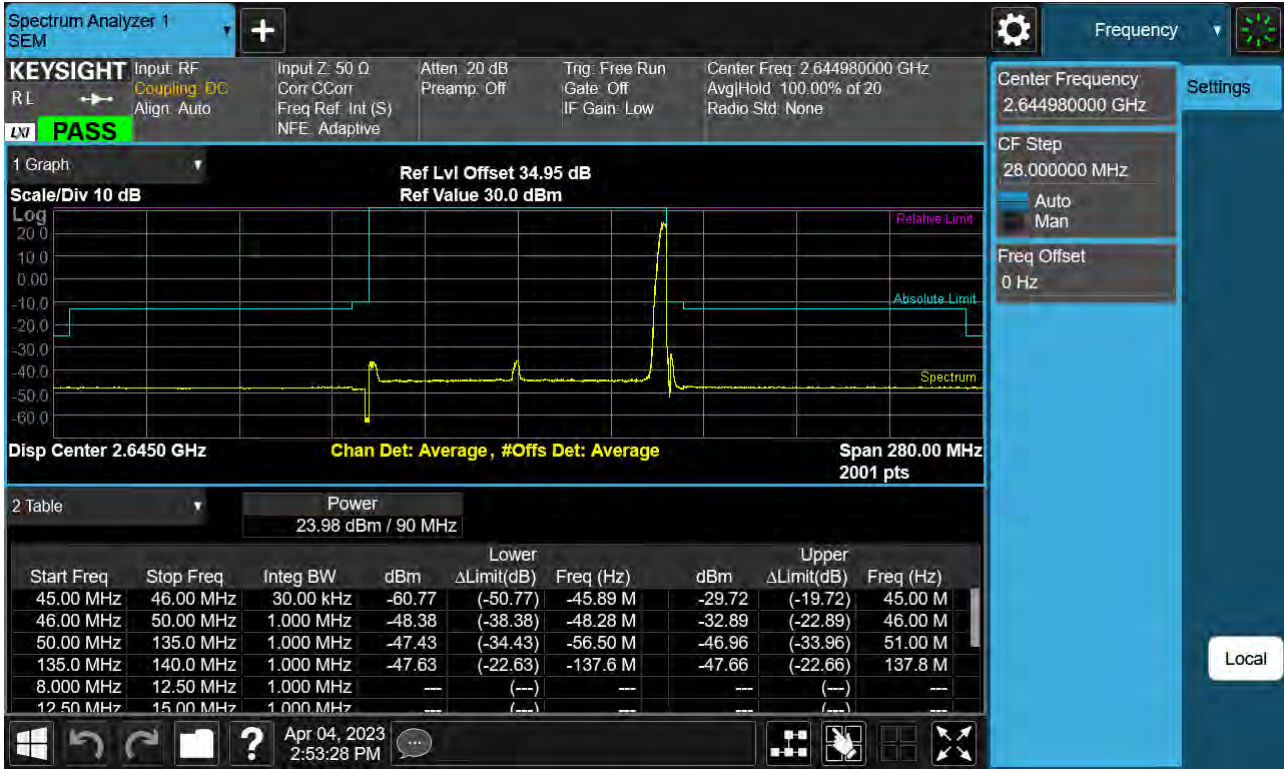 Spectrum Analyzer 1
SEM
Frequency
KEYSIGHT
RL
LXI PASS
Input: RF
Coupling: DC
Align: Auto
Input Z: 50 Ω
Corr CCorr
Freq Ref: Int (S)
NFE: Adaptive
Atten: 20 dB
Preamp: Off
Trig: Free Run
Gate: Off
IF Gain: Low
Center Freq: 2.644980000 GHz
Avg|Hold: 100.00% of 20
Radio Std: None
Center Frequency
2.644980000 GHz
Settings
CF Step
28.000000 MHz
Auto
Man
Freq Offset
0 Hz
Local
1 Graph
Scale/Div 10 dB
Ref Lvl Offset 34.95 dB
Ref Value 30.0 dBm
Log
20.0
10.0
0.00
-10.0
-20.0
-30.0
-40.0
-50.0
-60.0
Relative Limit
Absolute Limit
Spectrum
Disp Center 2.6450 GHz
Chan Det: Average, #Offs Det: Average
Span 280.00 MHz
2001 pts
2 Table
Power
23.98 dBm / 90 MHz
Lower Upper
Start Freq Stop Freq Integ BW dBm ΔLimit(dB) Freq (Hz) dBm ΔLimit(dB) Freq (Hz)
45.00 MHz 46.00 MHz 30.00 kHz -60.77 (-50.77) -45.89 M -29.72 (-19.72) 45.00 M
46.00 MHz 50.00 MHz 1.000 MHz -48.38 (-38.38) -48.28 M -32.89 (-22.89) 46.00 M
50.00 MHz 135.0 MHz 1.000 MHz -47.43 (-34.43) -56.50 M -46.96 (-33.96) 51.00 M
135.0 MHz 140.0 MHz 1.000 MHz -47.63 (-22.63) -137.6 M -47.66 (-22.66) 137.8 M
8.000 MHz 12.50 MHz 1.000 MHz --- (---) --- --- (---) ---
12.50 MHz 15.00 MHz 1.000 MHz --- (---) --- --- (---) ---
Apr 04, 2023
2:53:28 PM